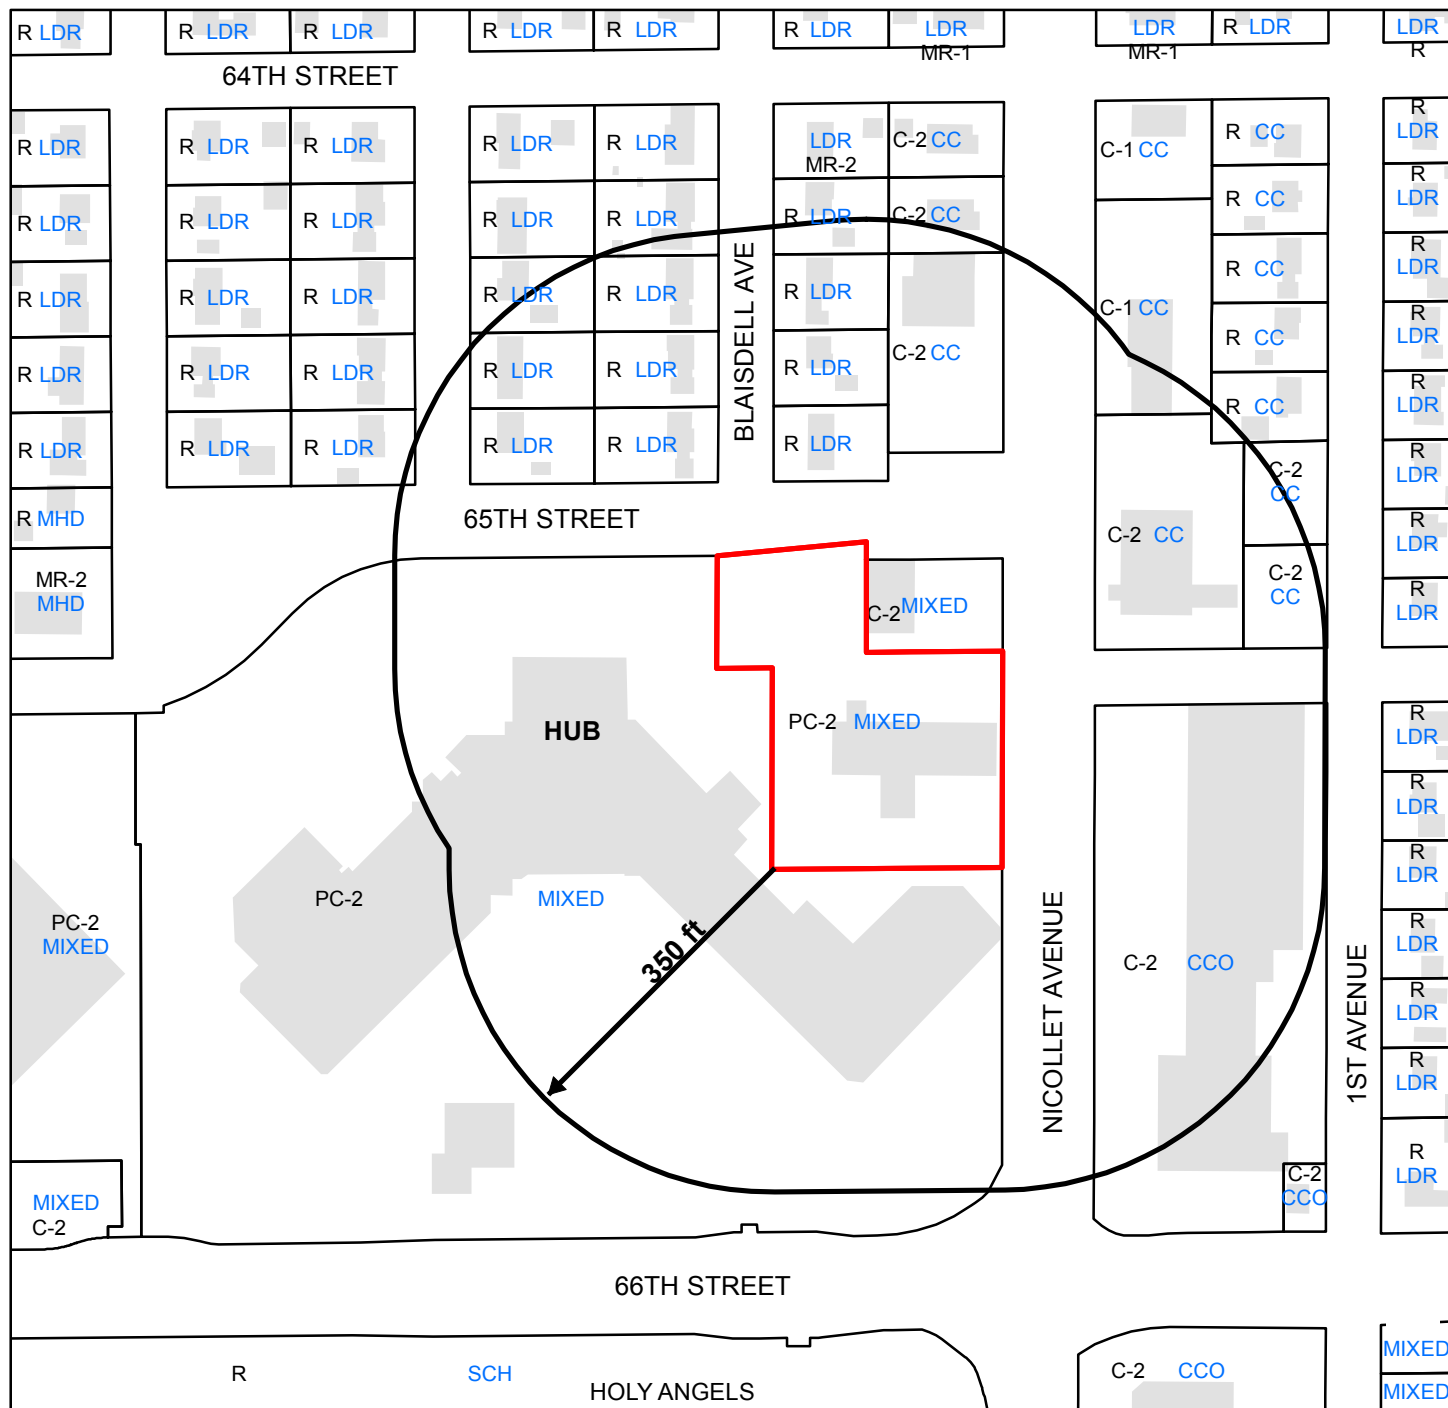 R LDR
R LDR
R LDR
R LDR
R LDR
R LDR
LDR
MR-1
LDR
MR-1
R LDR
LDR
R
64TH STREET
R LDR
R LDR
R LDR
R LDR
R LDR
LDR
MR-2
C-2 CC
C-1 CC
R CC
R
LDR
R LDR
R LDR
R LDR
R LDR
R LDR
R LDR
C-2 CC
R CC
R
LDR
R LDR
R LDR
R LDR
R LDR
R LDR
R LDR
C-1 CC
R CC
R
LDR
BLAISDELL AVE
R LDR
R LDR
R LDR
R LDR
R LDR
R LDR
C-2 CC
R CC
R
LDR
R LDR
R LDR
R LDR
R LDR
R LDR
R LDR
R CC
R
LDR
C-2
CC
R
LDR
R MHD
65TH STREET
C-2 CC
R
LDR
MR-2
MHD
C-2 MIXED
C-2
CC
R
LDR
HUB
PC-2 MIXED
R
LDR
R
LDR
R
LDR
PC-2
MIXED
PC-2
MIXED
350 ft
NICOLLET AVENUE
C-2 CCO
1ST AVENUE
R
LDR
R
LDR
R
LDR
R
LDR
MIXED
C-2
C-2
CCO
66TH STREET
R
SCH
HOLY ANGELS
C-2 CCO
MIXED
MIXED